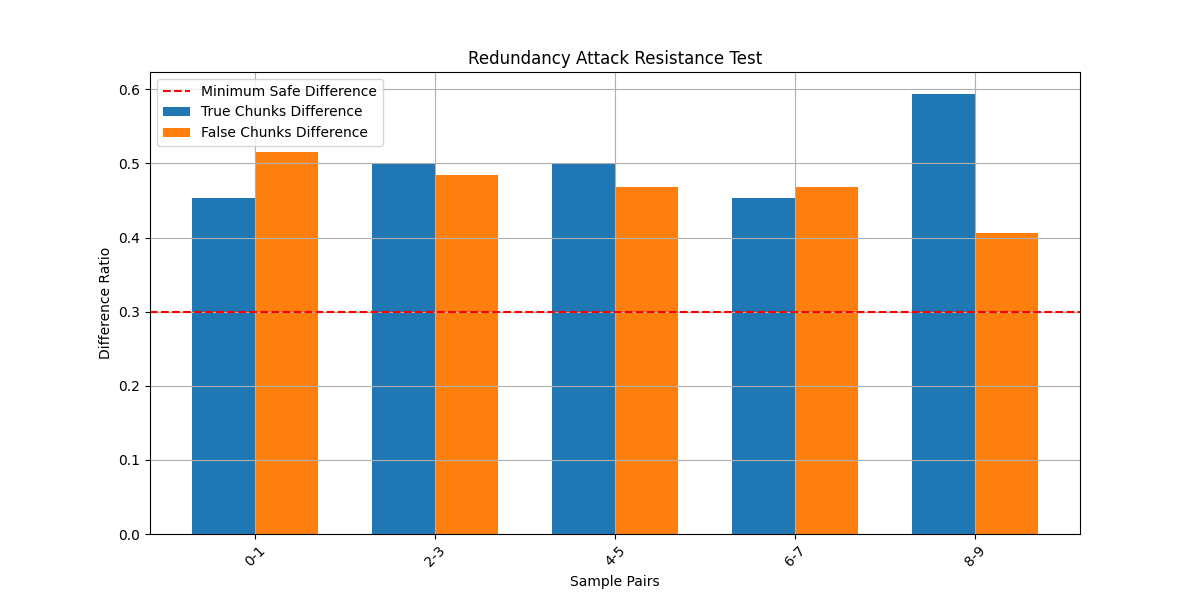 Redundancy Attack Resistance Test
Minimum Safe Difference
True Chunks Difference
False Chunks Difference
Difference Ratio
0.6
0.5
0.4
0.3
0.2
0.1
0.0
0-1
2-3
4-5
6-7
8-9
Sample Pairs